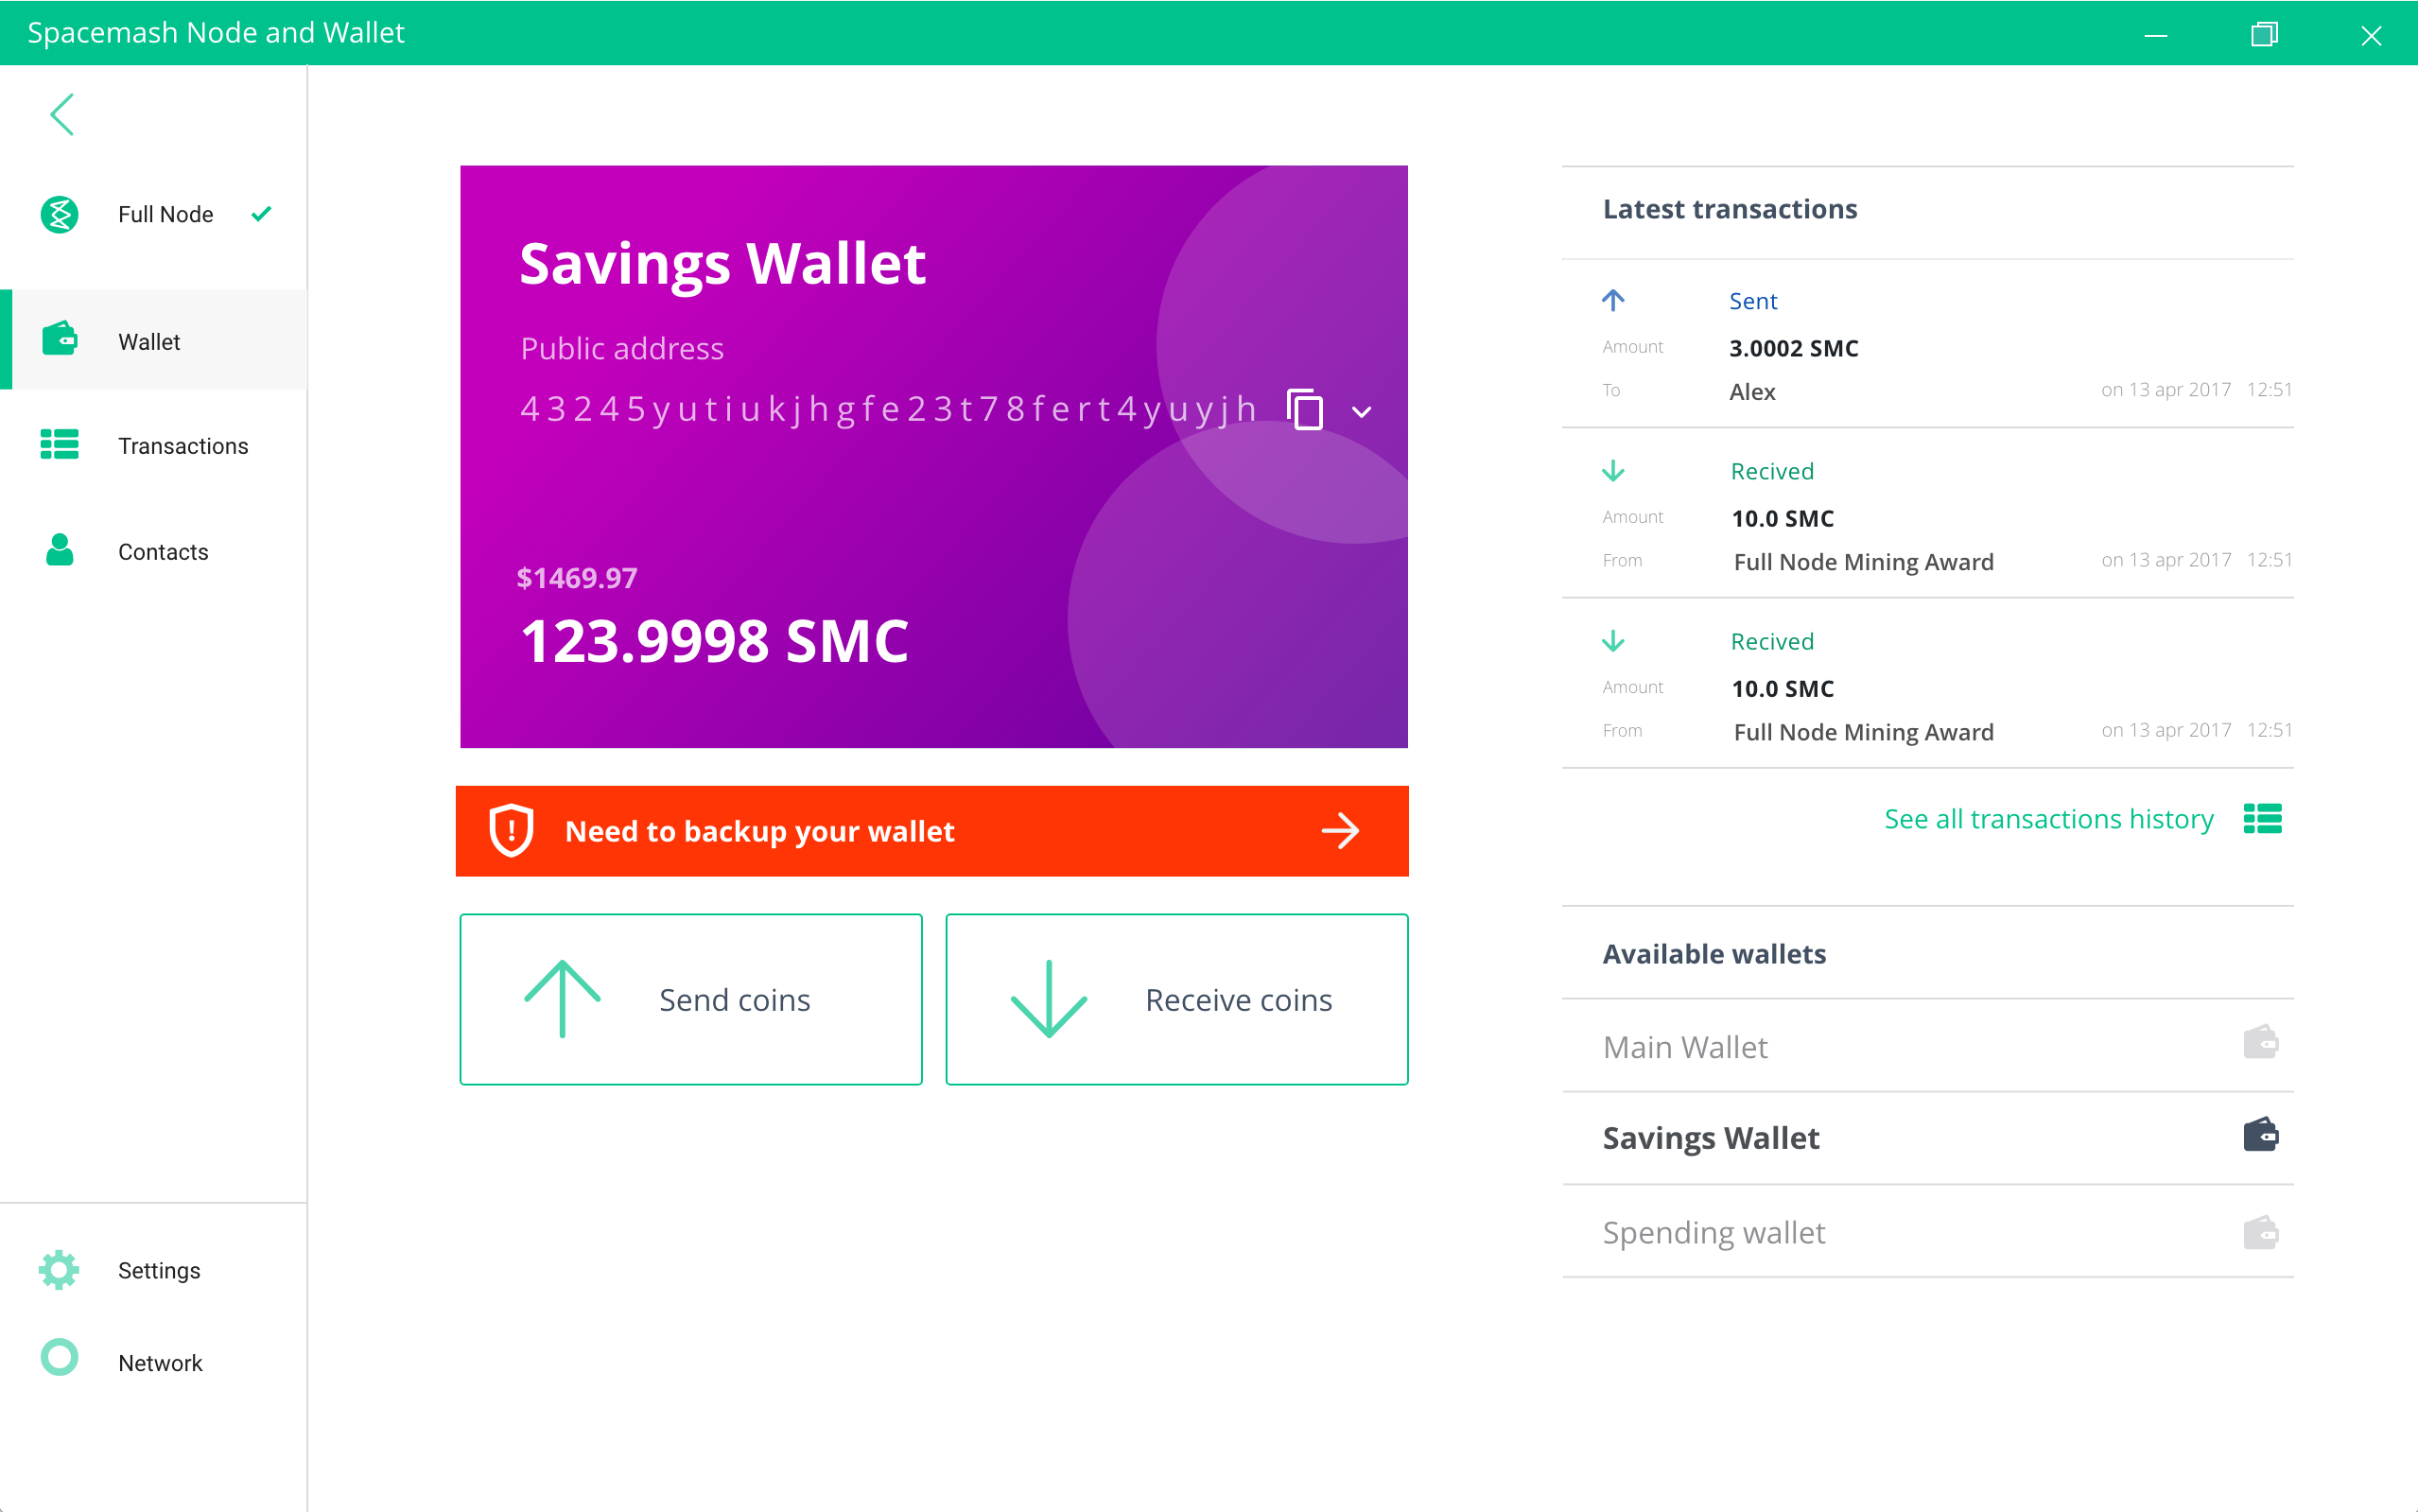 Spacemash Node and Wallet
Full Node
Wallet
Transactions
Contacts
Settings
Network
Savings Wallet
Public address
43245yutiukjhgfe23t78fert4yuyjh
$1469.97
123.9998 SMC
Need to backup your wallet
Send coins
Receive coins
Latest transactions
Sent
Amount 3.0002 SMC
To Alex on 13 apr 2017 12:51
Recived
Amount 10.0 SMC
From Full Node Mining Award on 13 apr 2017 12:51
Recived
Amount 10.0 SMC
From Full Node Mining Award on 13 apr 2017 12:51
See all transactions history
Available wallets
Main Wallet
Savings Wallet
Spending wallet